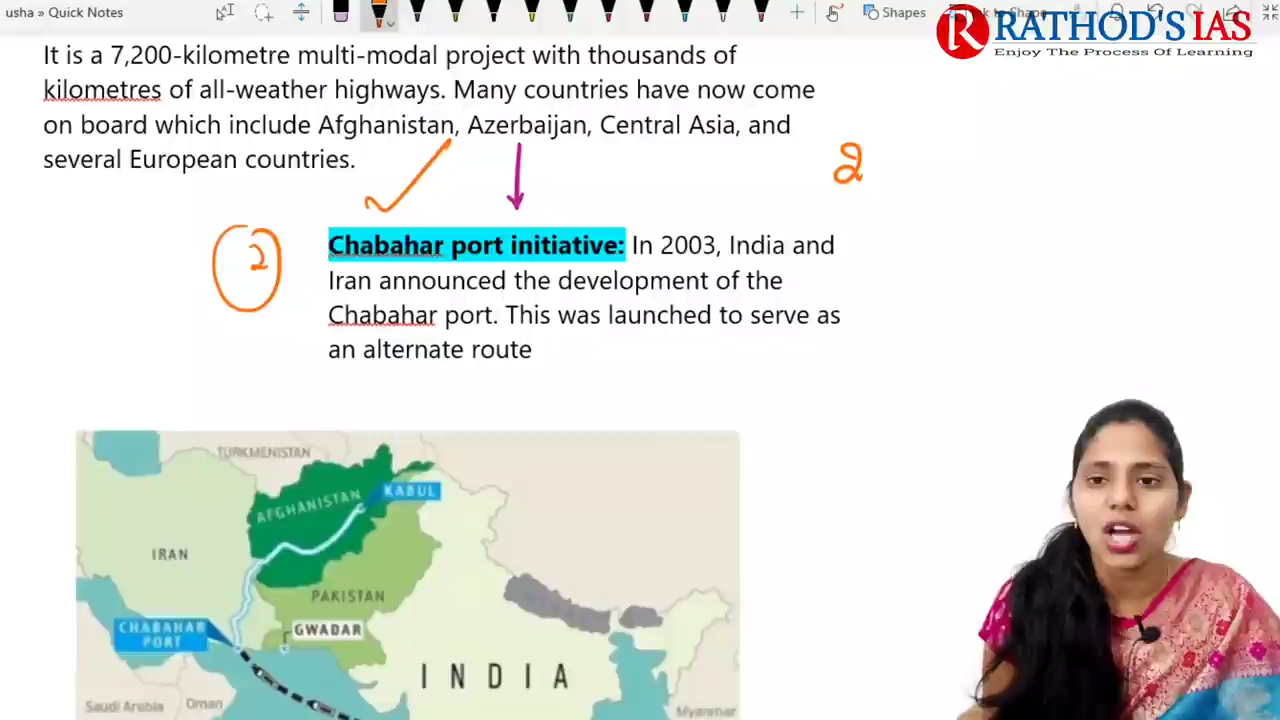 usha » Quick Notes
Shapes
RATHOD'S IAS
Enjoy The Process Of Learning
It is a 7,200-kilometre multi-modal project with thousands of
kilometres of all-weather highways. Many countries have now come
on board which include Afghanistan, Azerbaijan, Central Asia, and
several European countries.
2
2
Chabahar port initiative: In 2003, India and
Iran announced the development of the
Chabahar port. This was launched to serve as
an alternate route
TURKMENISTAN
KABUL
AFGHANISTAN
IRAN
PAKISTAN
CHABAHAR
PORT
GWADAR
INDIA
Saudi Arabia
Oman
Myanmar